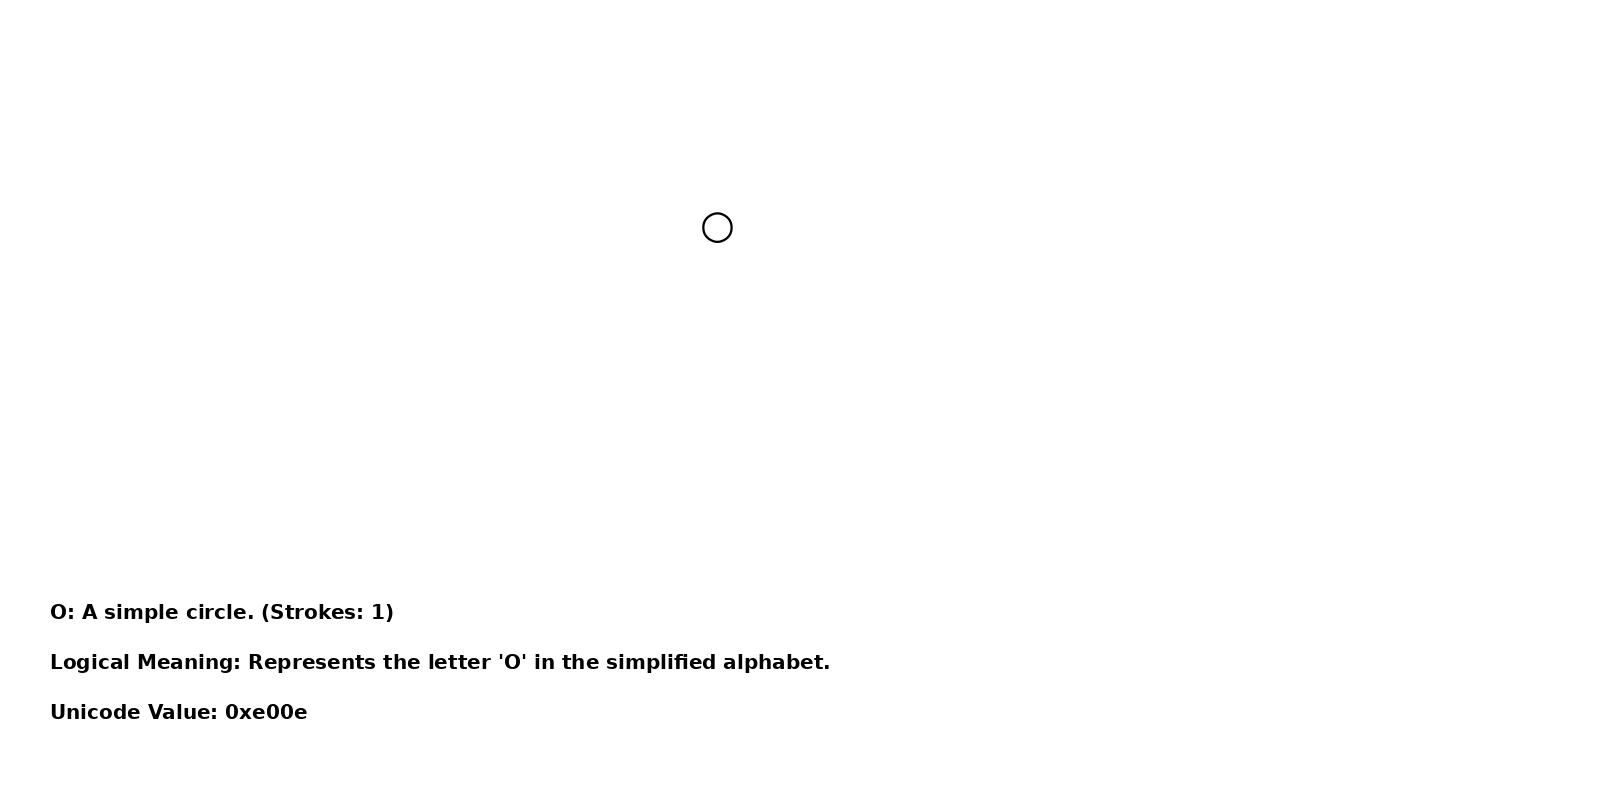 O: A simple circle. (Strokes: 1)
Logical Meaning: Represents the letter 'O' in the simplified alphabet.
Unicode Value: 0xe00e